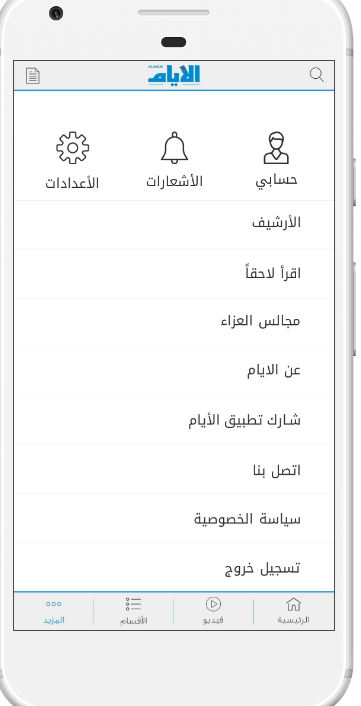 الايام
حسابي
الأشعارات
الأعدادات
الأرشيف
اقرأ لاحقاً
مجالس العزاء
عن الايام
شارك تطبيق الأيام
اتصل بنا
سياسة الخصوصية
تسجيل خروج
الرئيسية
فيديو
الأقسام
المزيد